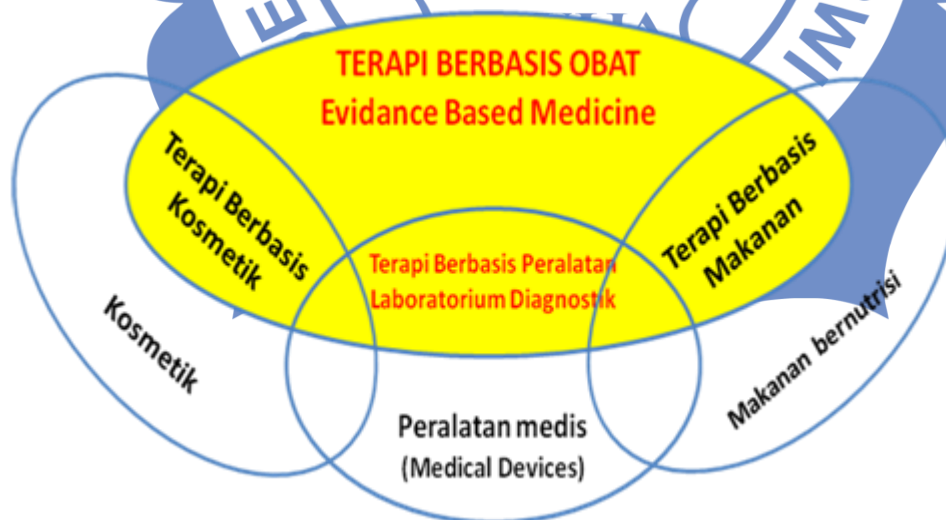 TERAPI BERBASIS OBAT
Evidance Based Medicine
Terapi Berbasis
Kosmetik
Terapi Berbasis Peralatan
Laboratorium Diagnostik
Terapi Berbasis
Makanan
Kosmetik
Peralatan medis
(Medical Devices)
Makanan bernutrisi